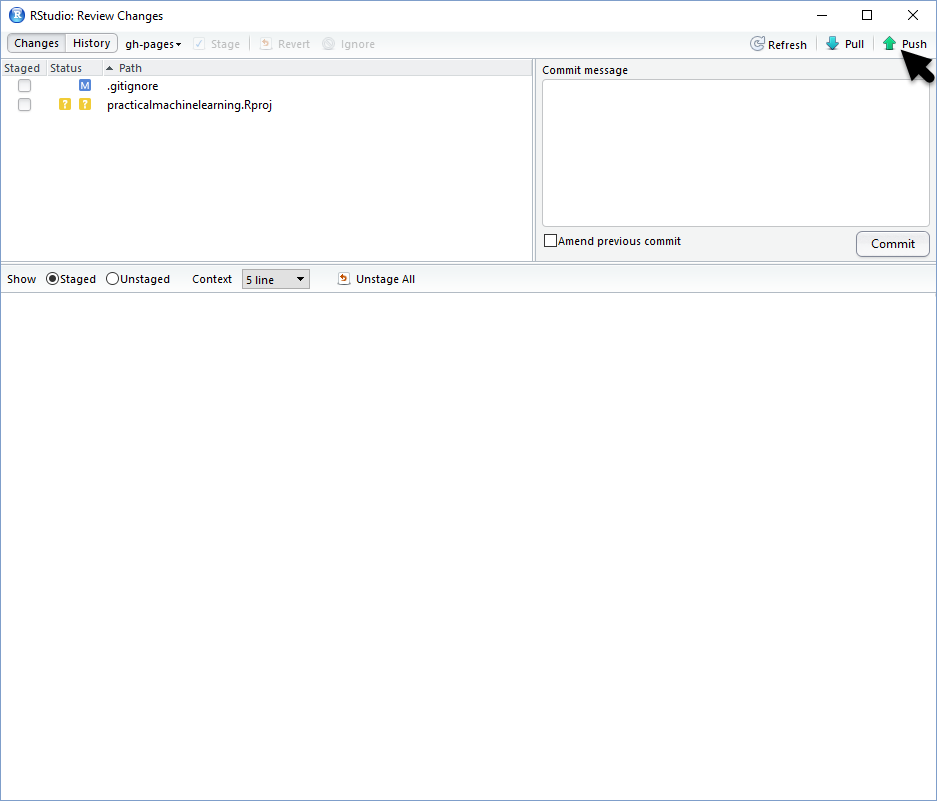 R RStudio: Review Changes
Changes History gh-pages Stage Revert Ignore Refresh Pull Push
Staged Status Path
M .gitignore
? ? practicalmachinelearning.Rproj
Commit message
Amend previous commit Commit
Show Staged Unstaged Context 5 line Unstage All